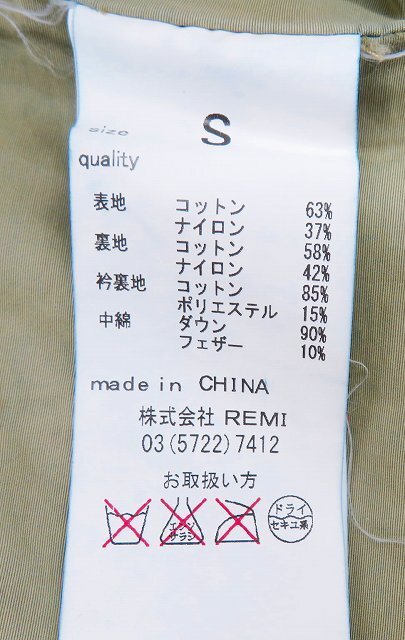 size S
quality
表地 コットン 63%
ナイロン 37%
裏地 コットン 58%
ナイロン 42%
衿裏地 コットン 85%
ポリエステル 15%
中綿 ダウン 90%
フェザー 10%
made in CHINA
株式会社 REMI
03(5722)7412
お取扱い方
エンソ ドライ
サラシ セキユ系